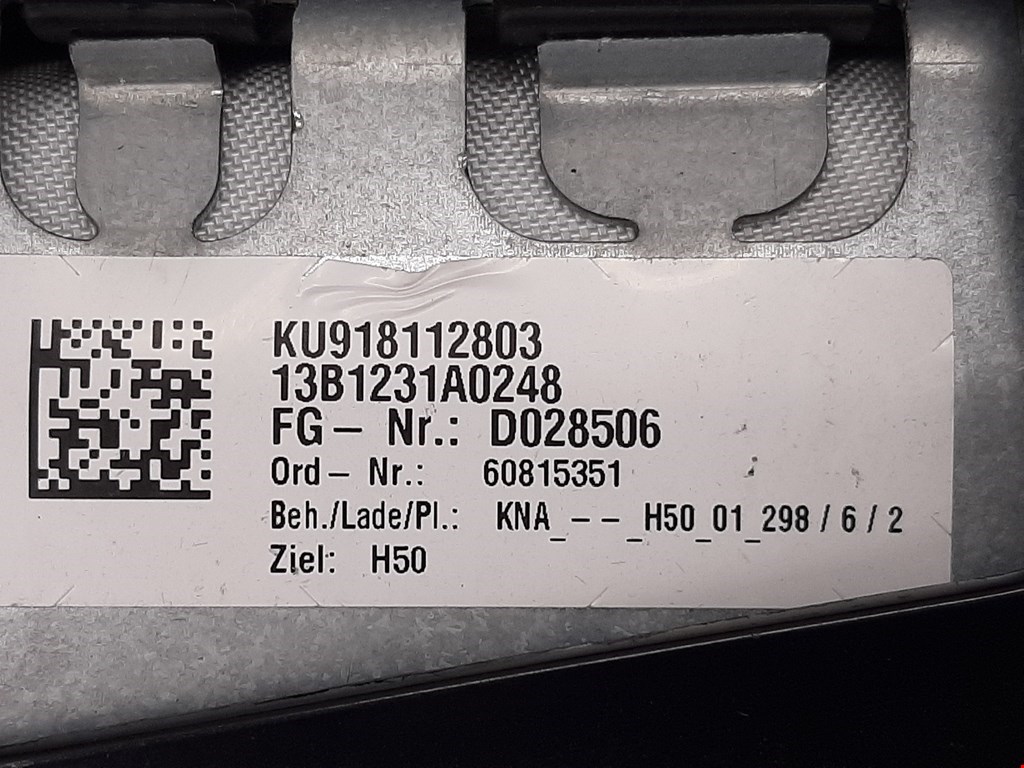 KU918112803
13B1231A0248
FG – Nr.: D028506
Ord – Nr.: 60815351
Beh./Lade/Pl.: KNA_ – – _H50_01_298 / 6 / 2
Ziel: H50